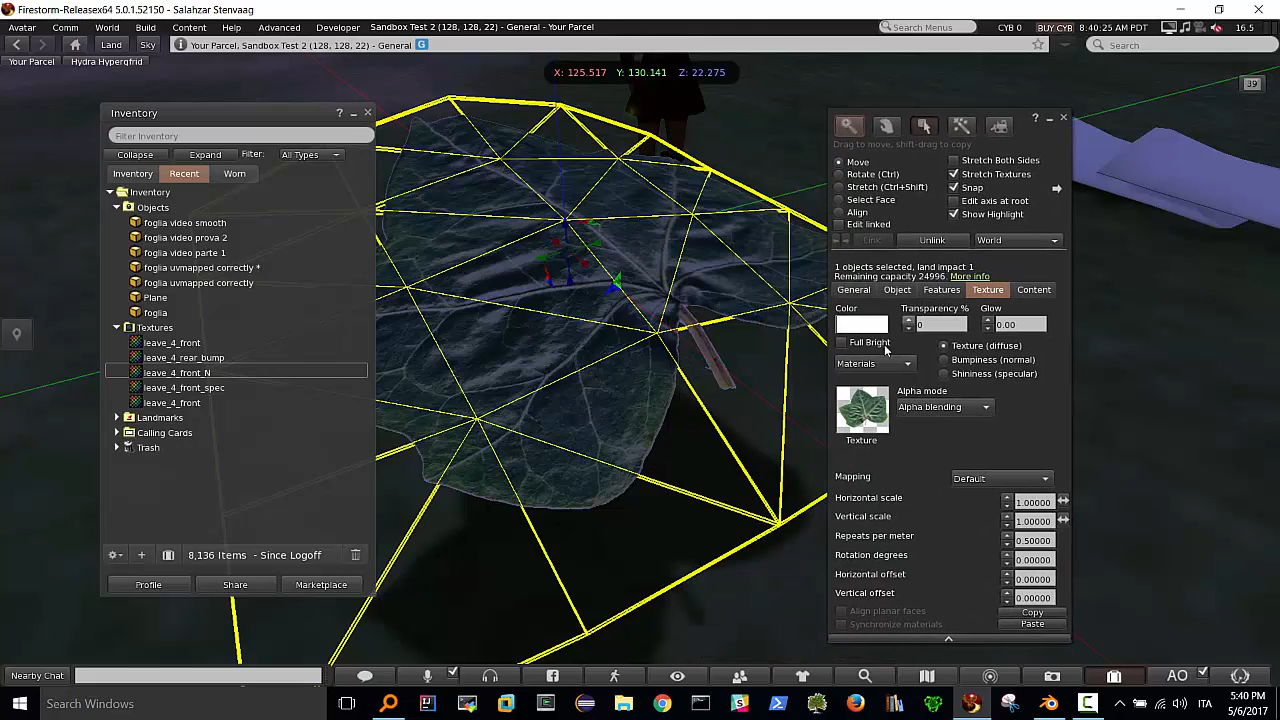 Firestorm-Releasex64 5.0.1.52150 - Salahzar Stenvaag
Avatar Comm World Build Content Help Advanced Developer Sandbox Test 2 (128, 128, 22) - General - Your Parcel Search Menus CYB 0 BUY CYB 8:40:25 AM PDT 16.5
Land Sky Your Parcel, Sandbox Test 2 (128, 128, 22) - General G Search
Your Parcel Hydra Hypergrid
X: 125.517 Y: 130.141 Z: 22.275
39
Inventory ?
Filter Inventory
Collapse Expand Filter: All Types
Inventory Recent Worn
Inventory
Objects
foglia video smooth
foglia video prova 2
foglia video parte 1
foglia uvmapped correctly *
foglia uvmapped correctly
Plane
foglia
Textures
leave_4_front
leave_4_rear_bump
leave_4_front_N
leave_4_front_spec
leave_4_front
Landmarks
Calling Cards
Trash
8,136 Items - Since Logoff
Profile Share Marketplace
?
Drag to move, shift-drag to copy
Move
Rotate (Ctrl)
Stretch (Ctrl+Shift)
Select Face
Align
Edit linked
Stretch Both Sides
Stretch Textures
Snap
Edit axis at root
Show Highlight
Link Unlink World
1 objects selected, land impact 1
Remaining capacity 24996. More info
General Object Features Texture Content
Color Transparency % Glow
0 0.00
Full Bright
Materials
Texture (diffuse)
Bumpiness (normal)
Shininess (specular)
Alpha mode
Alpha blending
Texture
Mapping Default
Horizontal scale 1.00000
Vertical scale 1.00000
Repeats per meter 0.50000
Rotation degrees 0.00000
Horizontal offset 0.00000
Vertical offset 0.00000
Align planar faces Copy
Synchronize materials Paste
Nearby Chat AO
Search Windows ITA 5:40 PM
5/6/2017